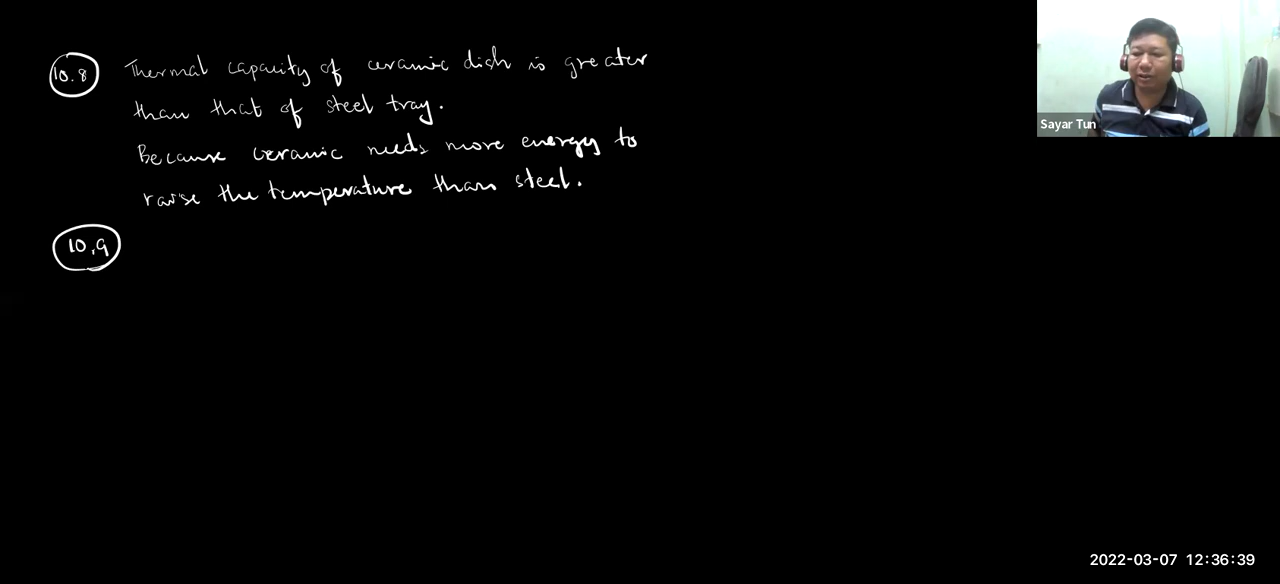 10.8 Thermal capacity of ceramic dish is greater
than that of steel tray.
Because ceramic needs more energy to
raise the temperature than steel.
10.9
Sayar Tun
2022-03-07 12:36:39